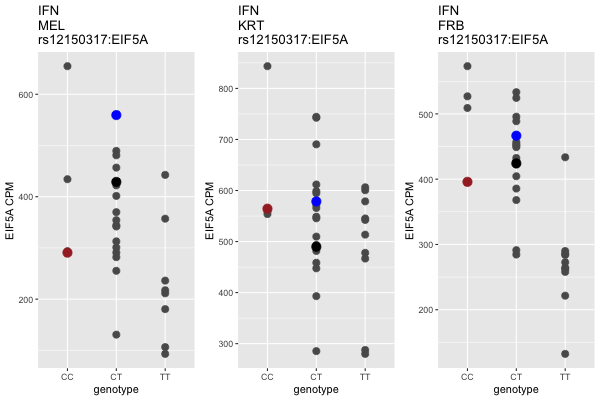 IFN
MEL
rs12150317:EIF5A
EIF5A CPM
600
400
200
CC
CT
TT
genotype
IFN
KRT
rs12150317:EIF5A
EIF5A CPM
800
700
600
500
400
300
CC
CT
TT
genotype
IFN
FRB
rs12150317:EIF5A
EIF5A CPM
500
400
300
200
CC
CT
TT
genotype